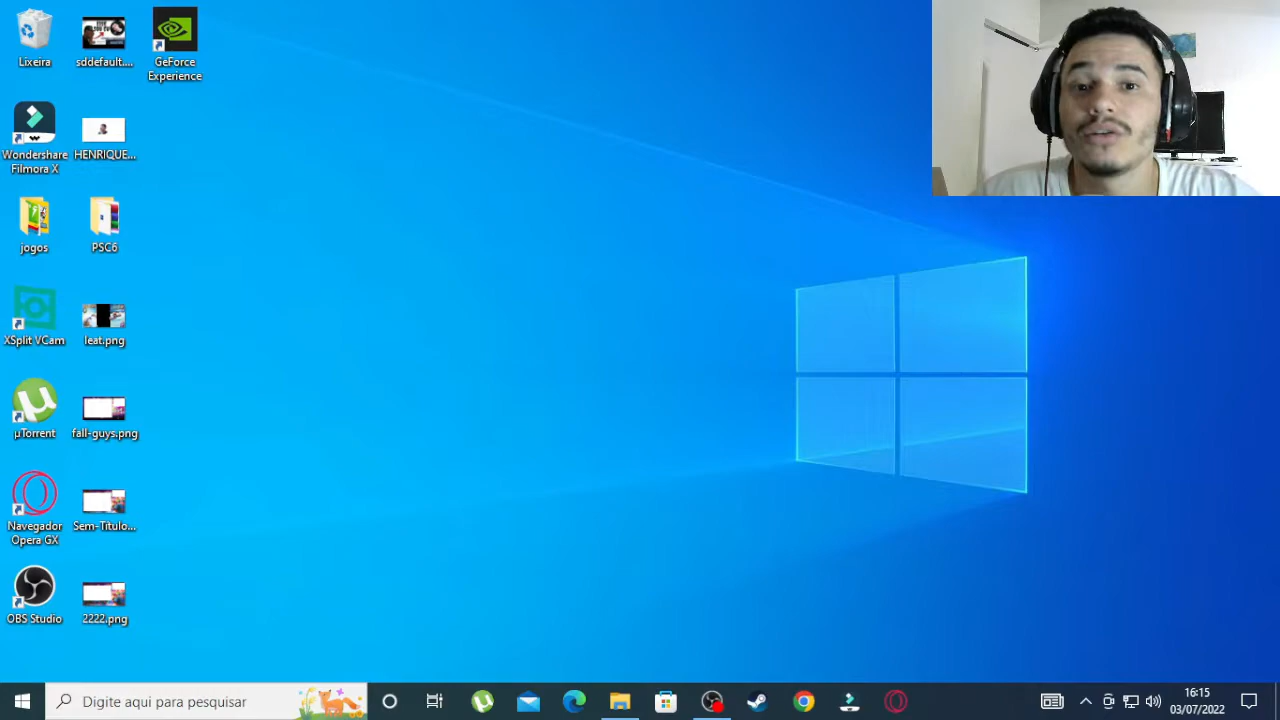 Lixeira
sddefault....
GeForce
Experience
Wondershare
Filmora X
HENRIQUE...
jogos
PSC6
XSplit VCam
leat.png
µTorrent
fall-guys.png
Navegador
Opera GX
Sem-Título...
OBS Studio
2222.png
Digite aqui para pesquisar
16:15
03/07/2022